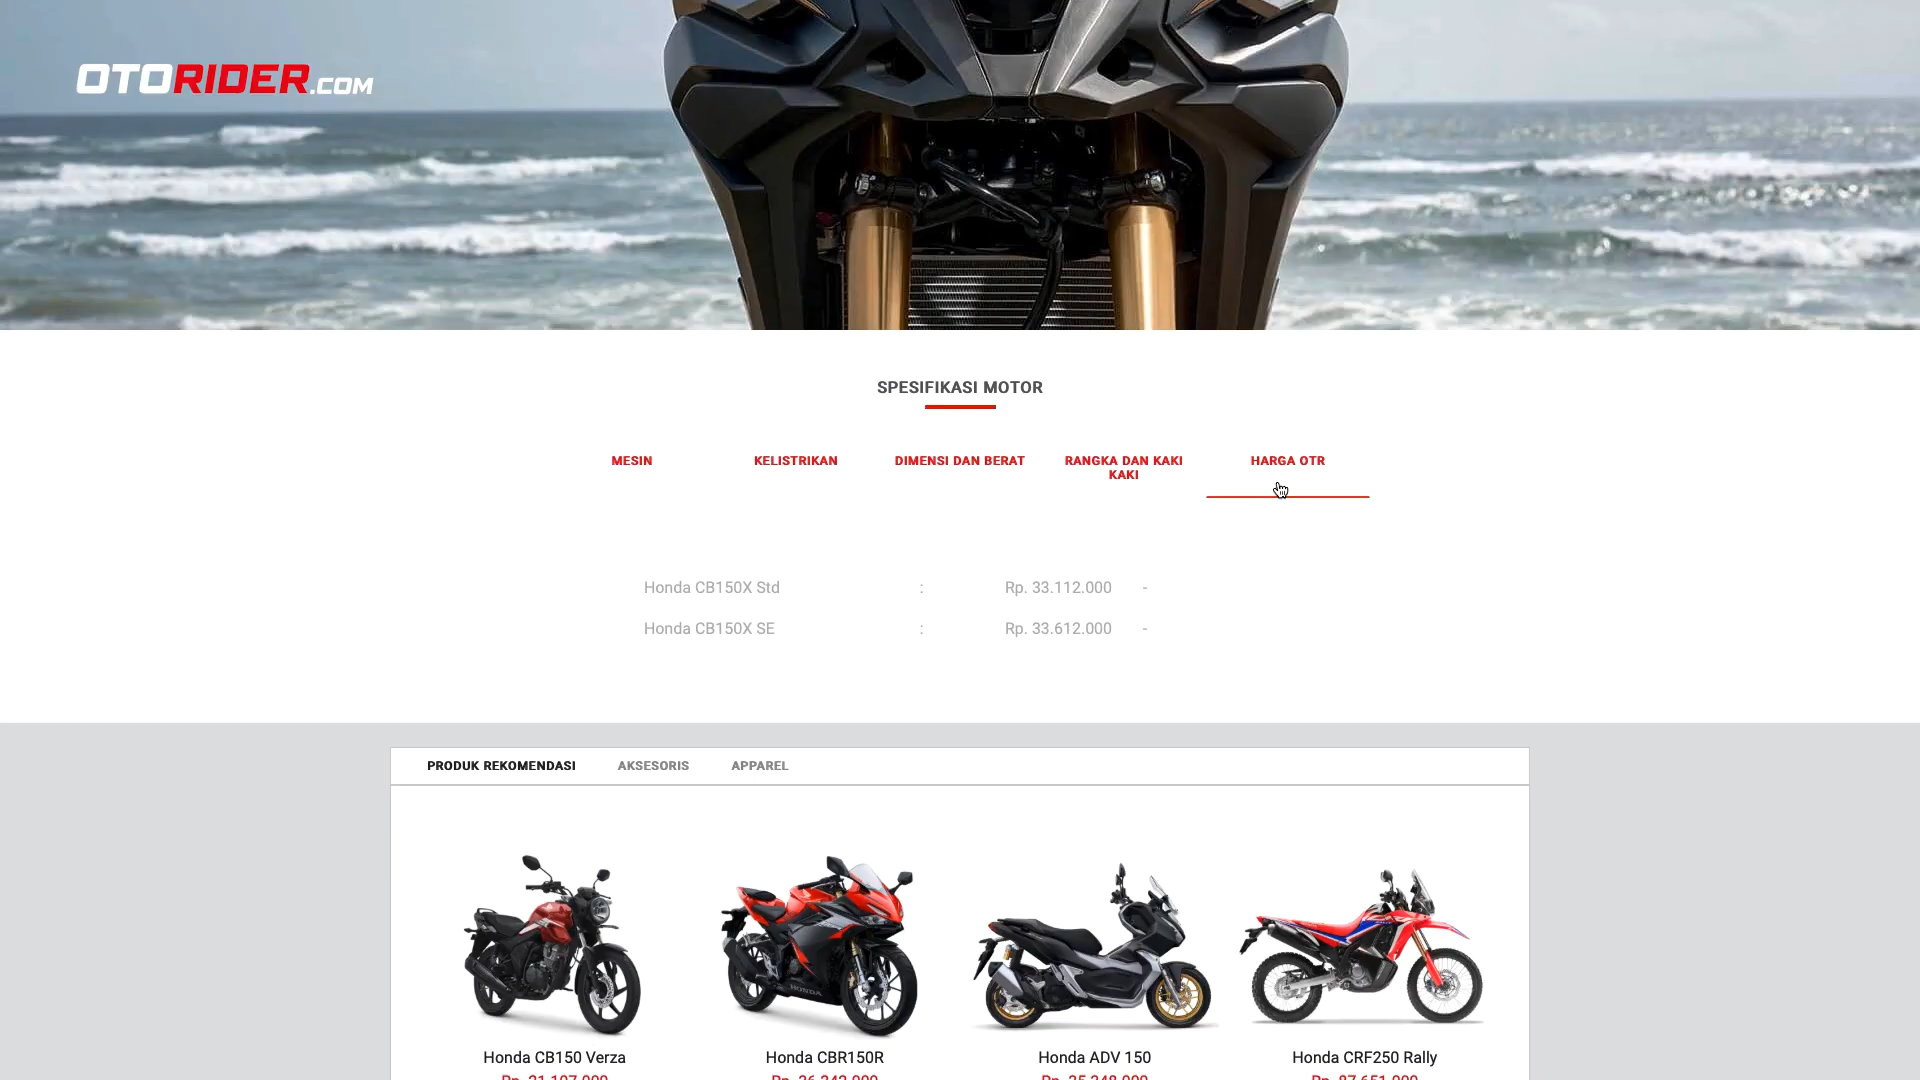 OTORIDER.COM
SPESIFIKASI MOTOR
MESIN
KELISTRIKAN
DIMENSI DAN BERAT
RANGKA DAN KAKI
KAKI
HARGA OTR
Honda CB150X Std : Rp. 33.112.000 -
Honda CB150X SE : Rp. 33.612.000 -
PRODUK REKOMENDASI AKSESORIS APPAREL
HONDA
Honda CB150 Verza
Honda CBR150R
Honda ADV 150
Honda CRF250 Rally